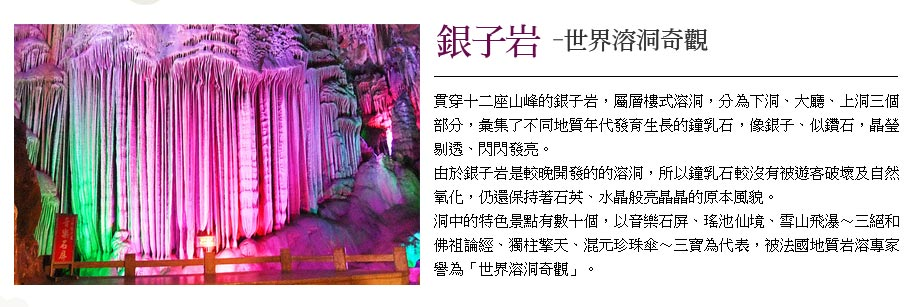 銀子岩 -世界溶洞奇觀
貫穿十二座山峰的銀子岩，屬層樓式溶洞，分為下洞、大廳、上洞三個
部分，彙集了不同地質年代發育生長的鐘乳石，像銀子、似鑽石，晶瑩
剔透、閃閃發亮。
由於銀子岩是較晚開發的的溶洞，所以鐘乳石較沒有被遊客破壞及自然
氧化，仍還保持著石英、水晶般亮晶晶的原本風貌。
洞中的特色景點有數十個，以音樂石屏、瑤池仙境、雪山飛瀑～三絕和
佛祖論經、獨柱擎天、混元珍珠傘～三寶為代表，被法國地質岩溶專家
譽為「世界溶洞奇觀」。